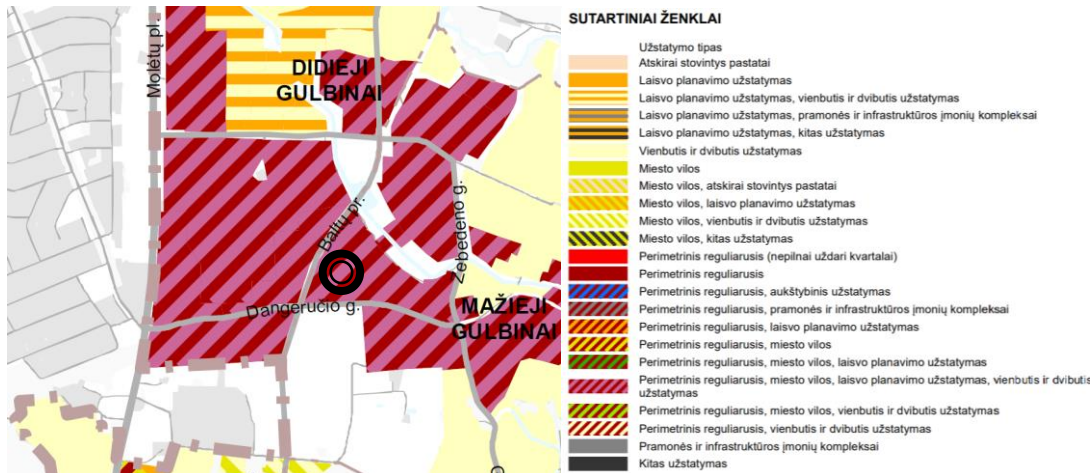 Molėtų pl.
DIDIEJI
GULBINAI
Baltų pr.
Žebedeno g.
Dangeručio g.
MAŽIEJI
GULBINAI
SUTARTINIAI ŽENKLAI
Užstatymo tipas
Atskirai stovintys pastatai
Laisvo planavimo užstatymas
Laisvo planavimo užstatymas, vienbutis ir dvibutis užstatymas
Laisvo planavimo užstatymas, pramonės ir infrastruktūros įmonių kompleksai
Laisvo planavimo užstatymas, kitas užstatymas
Vienbutis ir dvibutis užstatymas
Miesto vilos
Miesto vilos, atskirai stovintys pastatai
Miesto vilos, laisvo planavimo užstatymas
Miesto vilos, vienbutis ir dvibutis užstatymas
Miesto vilos, kitas užstatymas
Perimetrinis reguliarusis (nepilnai uždari kvartalai)
Perimetrinis reguliarusis
Perimetrinis reguliarusis, aukštybinis užstatymas
Perimetrinis reguliarusis, pramonės ir infrastruktūros įmonių kompleksai
Perimetrinis reguliarusis, laisvo planavimo užstatymas
Perimetrinis reguliarusis, miesto vilos
Perimetrinis reguliarusis, miesto vilos, laisvo planavimo užstatymas
Perimetrinis reguliarusis, miesto vilos, laisvo planavimo užstatymas, vienbutis ir dvibutis
užstatymas
Perimetrinis reguliarusis, miesto vilos, vienbutis ir dvibutis užstatymas
Perimetrinis reguliarusis, vienbutis ir dvibutis užstatymas
Pramonės ir infrastruktūros įmonių kompleksai
Kitas užstatymas